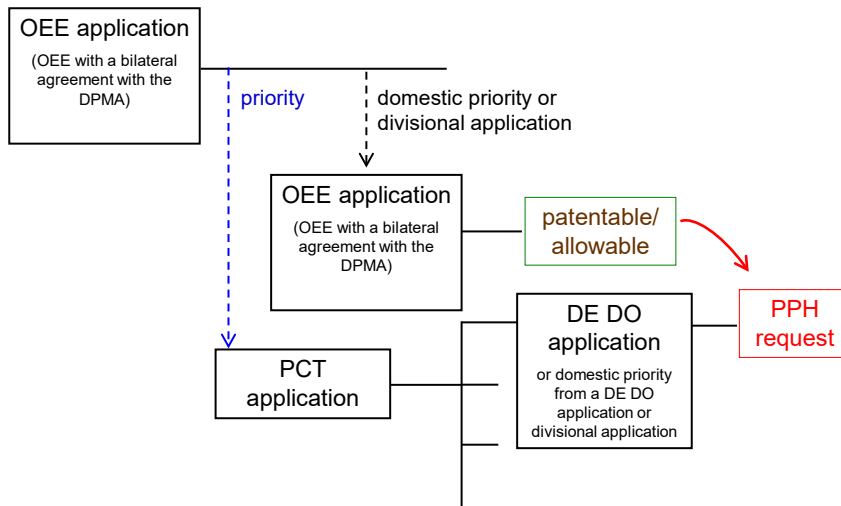 OEE application
(OEE with a bilateral
agreement with the
DPMA)
priority
domestic priority or
divisional application
OEE application
(OEE with a bilateral
agreement with the
DPMA)
patentable/
allowable
PPH
request
DE DO
application
or domestic priority
from a DE DO
application or
divisional application
PCT
application